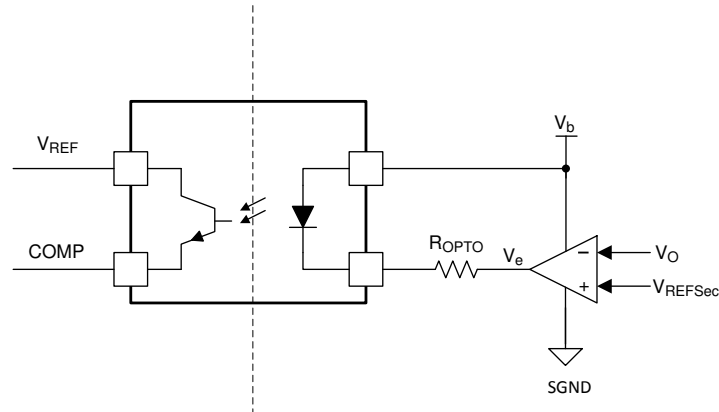 V_REF
COMP
V_b
R_OPTO
V_e
−
V_O
+
V_REFSec
SGND